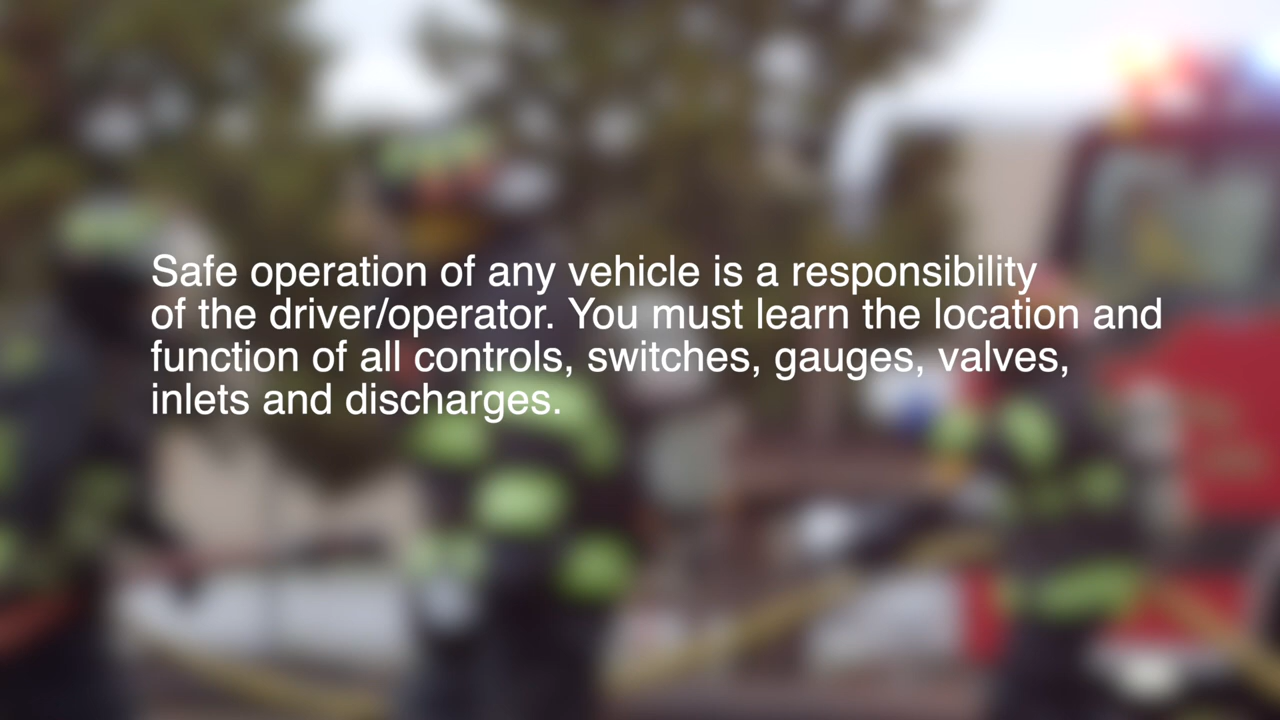 Safe operation of any vehicle is a responsibility
of the driver/operator. You must learn the location and
function of all controls, switches, gauges, valves,
inlets and discharges.